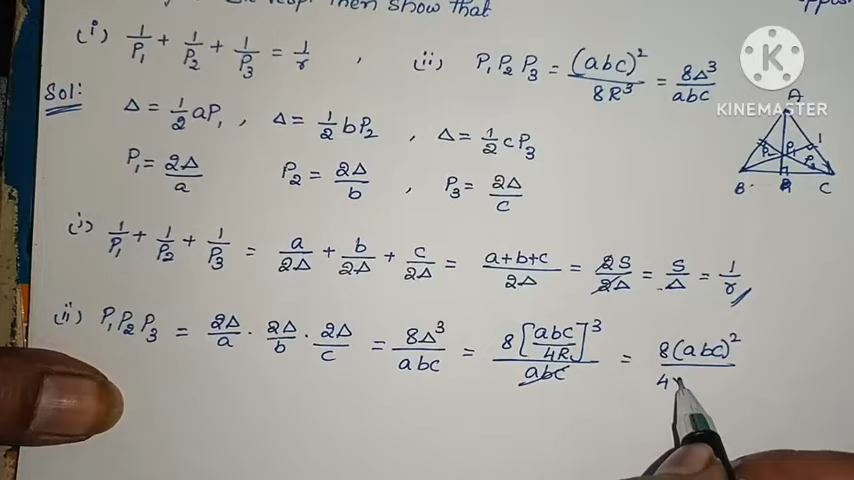 resp. Then show that
(i) 1/P₁ + 1/P₂ + 1/P₃ = 1/r , (ii) P₁P₂P₃ = (abc)²/8R³ = 8Δ³/abc
K
KINEMASTER
Sol:
Δ = 1/2 aP₁ , Δ = 1/2 bP₂ , Δ = 1/2 cP₃
P₁ = 2Δ/a P₂ = 2Δ/b , P₃ = 2Δ/c
A
B C
(i) 1/P₁ + 1/P₂ + 1/P₃ = a/2Δ + b/2Δ + c/2Δ = a+b+c/2Δ = 2S/2Δ = S/Δ = 1/r
(ii) P₁P₂P₃ = 2Δ/a · 2Δ/b · 2Δ/c = 8Δ³/abc = 8[abc/4R]³/abc = 8(abc)²/4